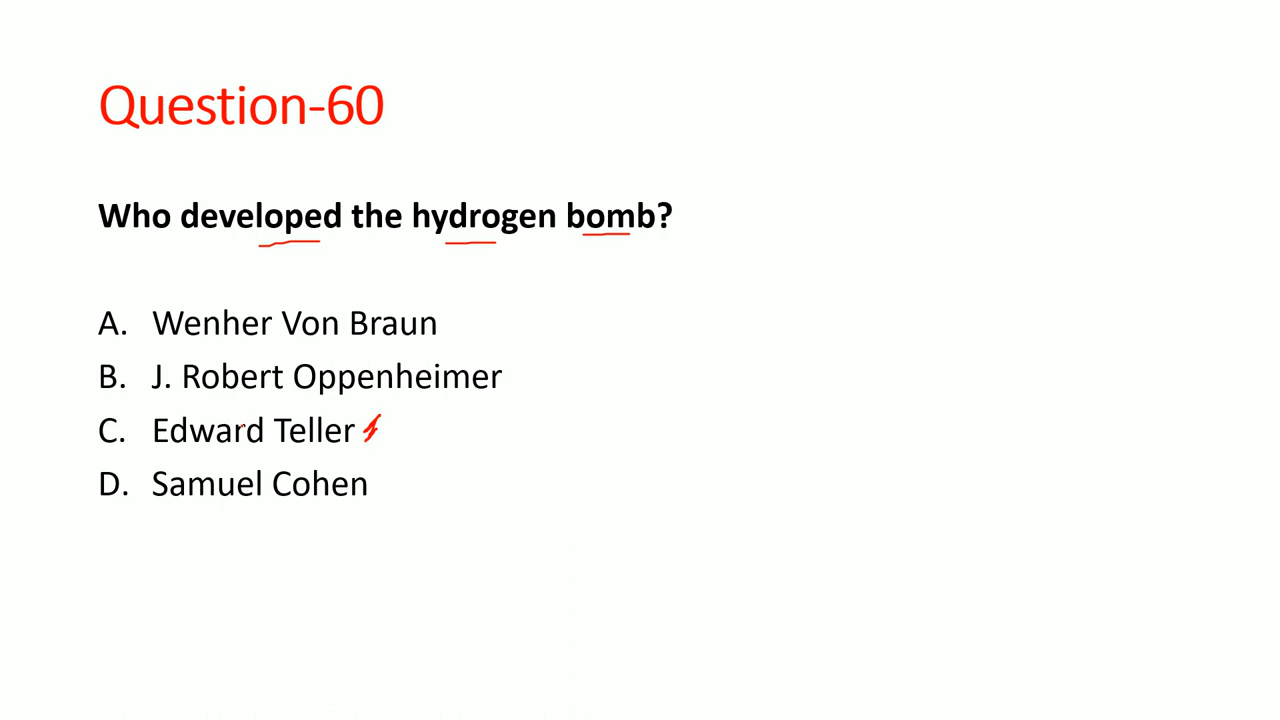 Question-60
Who developed the hydrogen bomb?
A. Wenher Von Braun
B. J. Robert Oppenheimer
C. Edward Teller
D. Samuel Cohen